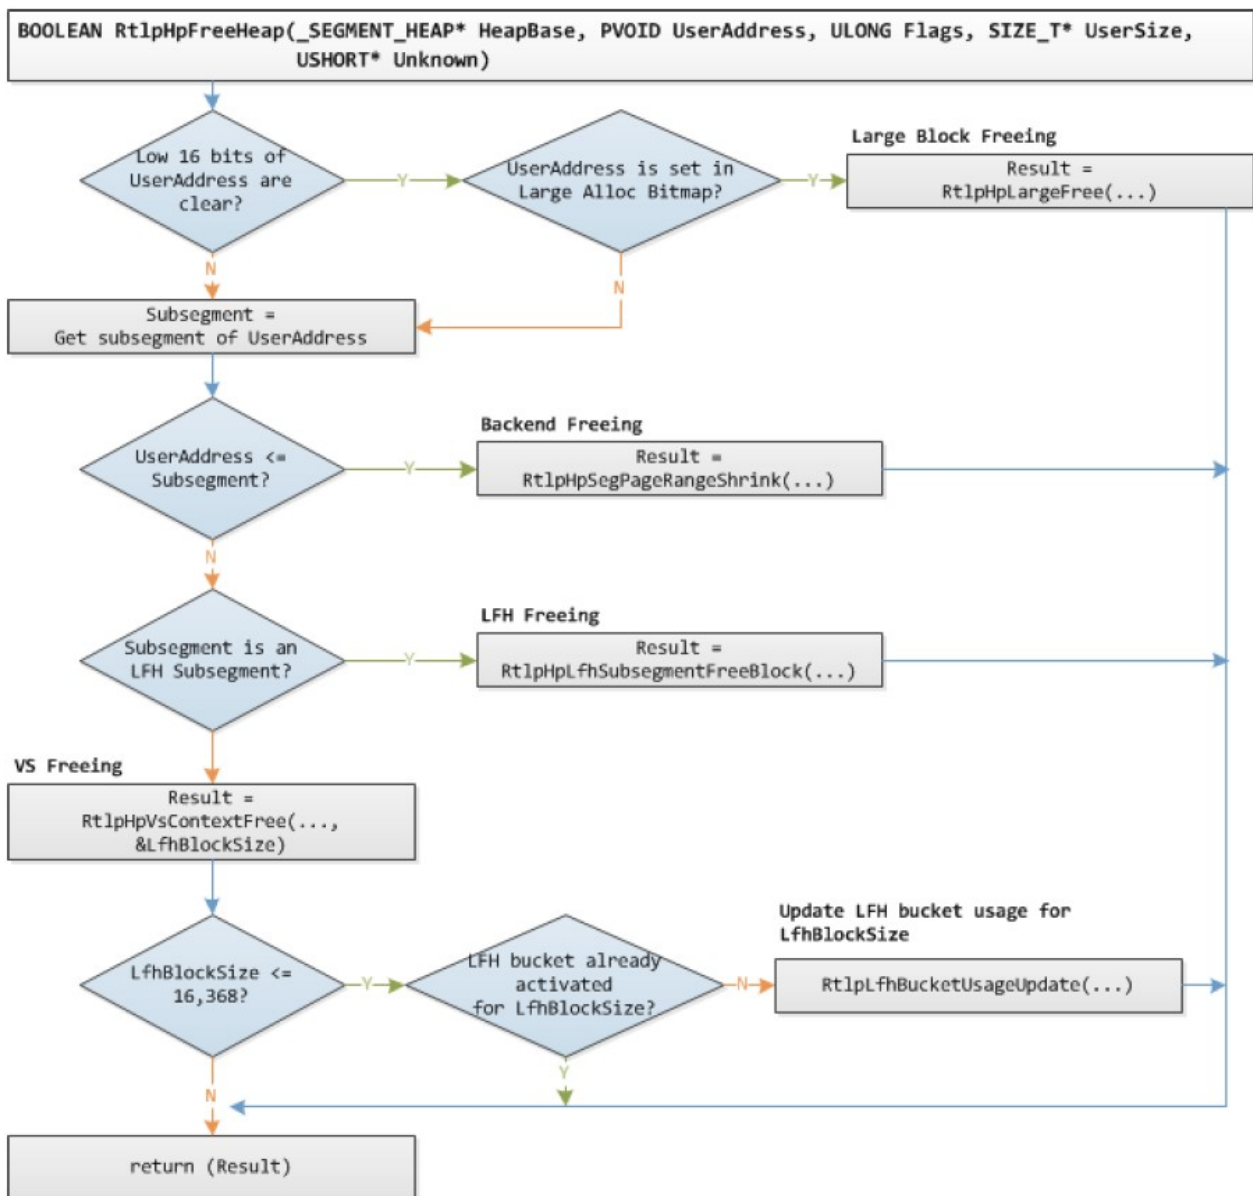 BOOLEAN RtlpHpFreeHeap(_SEGMENT_HEAP* HeapBase, PVOID UserAddress, ULONG Flags, SIZE_T* UserSize,
USHORT* Unknown)
Low 16 bits of
UserAddress are
clear?
Y
UserAddress is set in
Large Alloc Bitmap?
Y
Large Block Freeing
Result =
RtlpHpLargeFree(...)
N
N
Subsegment =
Get subsegment of UserAddress
UserAddress <=
Subsegment?
Y
Backend Freeing
Result =
RtlpHpSegPageRangeShrink(...)
N
Subsegment is an
LFH Subsegment?
Y
LFH Freeing
Result =
RtlpHpLfhSubsegmentFreeBlock(...)
VS Freeing
Result =
RtlpHpVsContextFree(...,
&LfhBlockSize)
LfhBlockSize <=
16,368?
Y
LFH bucket already
activated
for LfhBlockSize?
N
Update LFH bucket usage for
LfhBlockSize
RtlpLfhBucketUsageUpdate(...)
Y
N
return (Result)